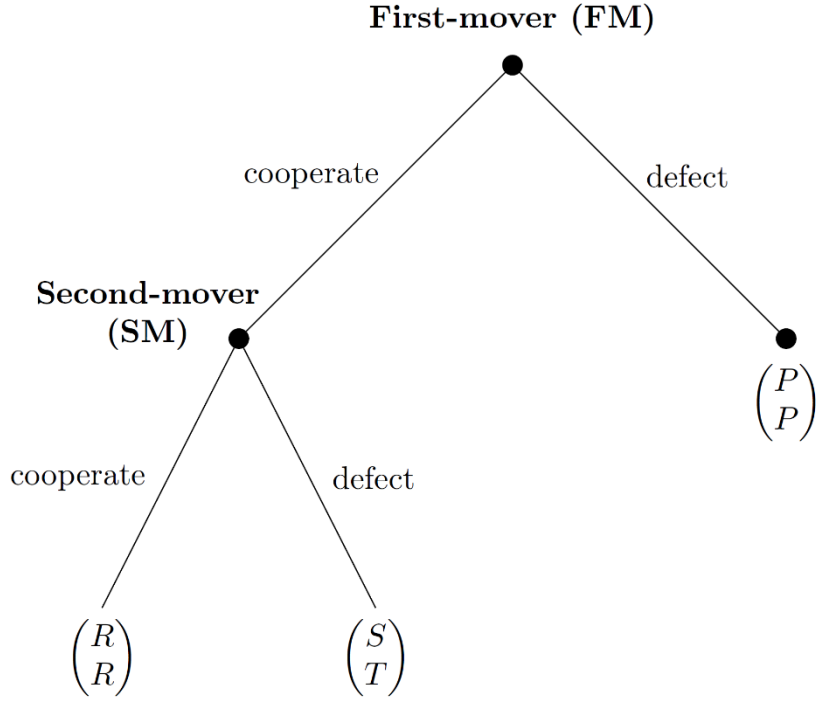 First-mover (FM)
cooperate
defect
Second-mover
(SM)
P
P
cooperate
defect
R
R
S
T